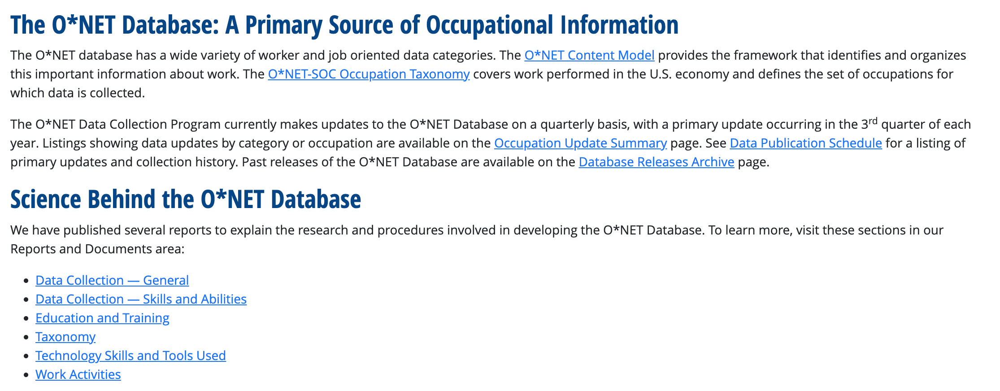 The O*NET Database: A Primary Source of Occupational Information
The O*NET database has a wide variety of worker and job oriented data categories. The O*NET Content Model provides the framework that identifies and organizes
this important information about work. The O*NET-SOC Occupation Taxonomy covers work performed in the U.S. economy and defines the set of occupations for
which data is collected.
The O*NET Data Collection Program currently makes updates to the O*NET Database on a quarterly basis, with a primary update occurring in the 3rd quarter of each
year. Listings showing data updates by category or occupation are available on the Occupation Update Summary page. See Data Publication Schedule for a listing of
primary updates and collection history. Past releases of the O*NET Database are available on the Database Releases Archive page.
Science Behind the O*NET Database
We have published several reports to explain the research and procedures involved in developing the O*NET Database. To learn more, visit these sections in our
Reports and Documents area:
• Data Collection — General
• Data Collection — Skills and Abilities
• Education and Training
• Taxonomy
• Technology Skills and Tools Used
• Work Activities